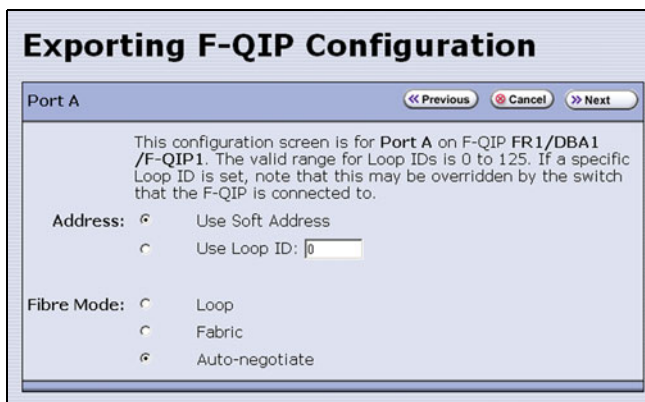 Exporting F-QIP Configuration
Port A
Previous
Cancel
Next
This configuration screen is for Port A on F-QIP FR1/DBA1
/F-QIP1. The valid range for Loop IDs is 0 to 125. If a specific
Loop ID is set, note that this may be overridden by the switch
that the F-QIP is connected to.
Address: Use Soft Address
Use Loop ID: 0
Fibre Mode: Loop
Fabric
Auto-negotiate